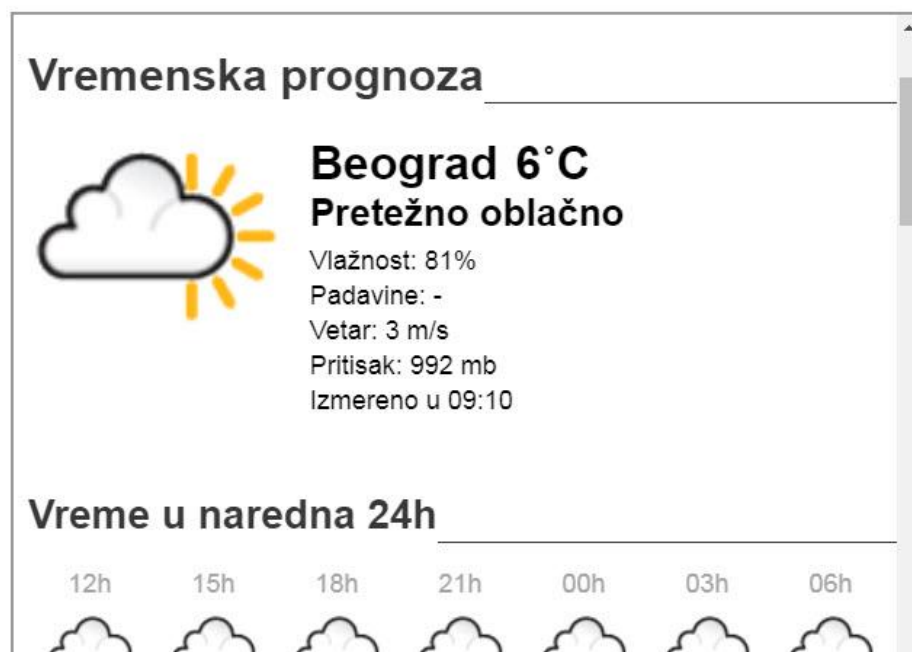 Vremenska prognoza
Beograd 6°C
Pretežno oblačno
Vlažnost: 81%
Padavine: -
Vetar: 3 m/s
Pritisak: 992 mb
Izmereno u 09:10
Vreme u naredna 24h
12h 15h 18h 21h 00h 03h 06h